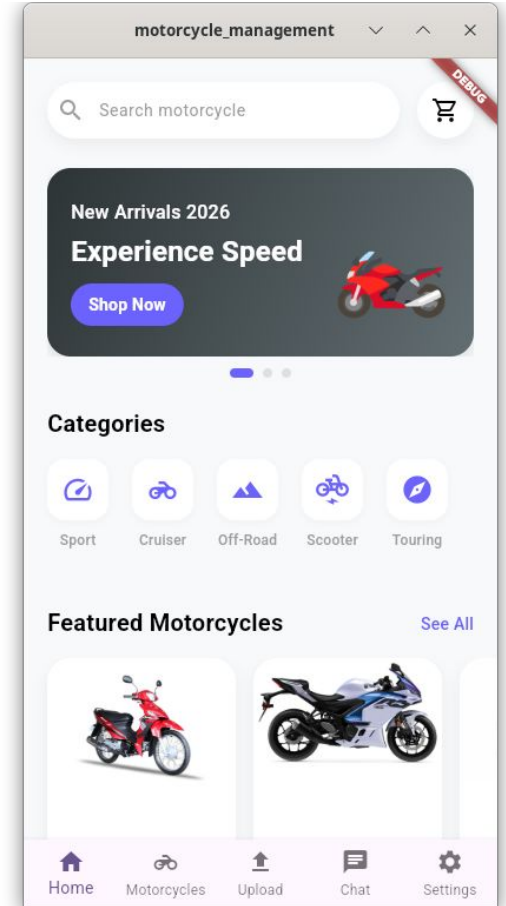 motorcycle_management
DEBUG
Search motorcycle
New Arrivals 2026
Experience Speed
Shop Now
Categories
Sport
Cruiser
Off-Road
Scooter
Touring
Featured Motorcycles
See All
Home
Motorcycles
Upload
Chat
Settings